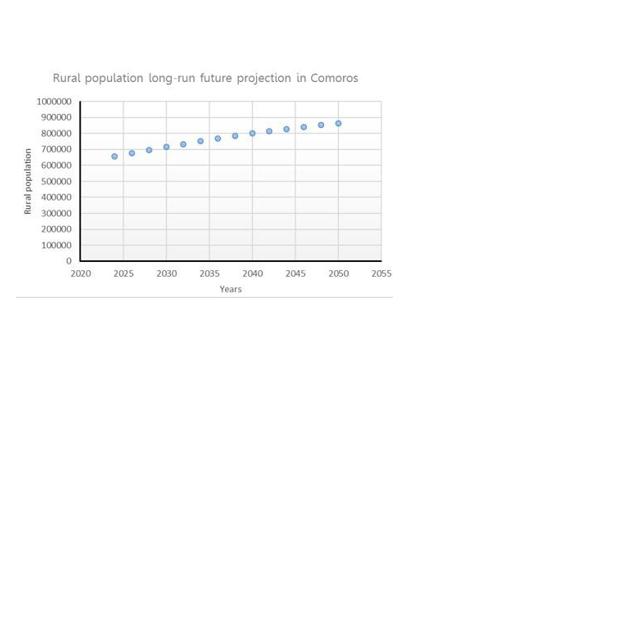 Rural population long-run future projection in Comoros
1000000
900000
800000
700000
600000
500000
400000
300000
200000
100000
0
Rural population
2020 2025 2030 2035 2040 2045 2050 2055
Years